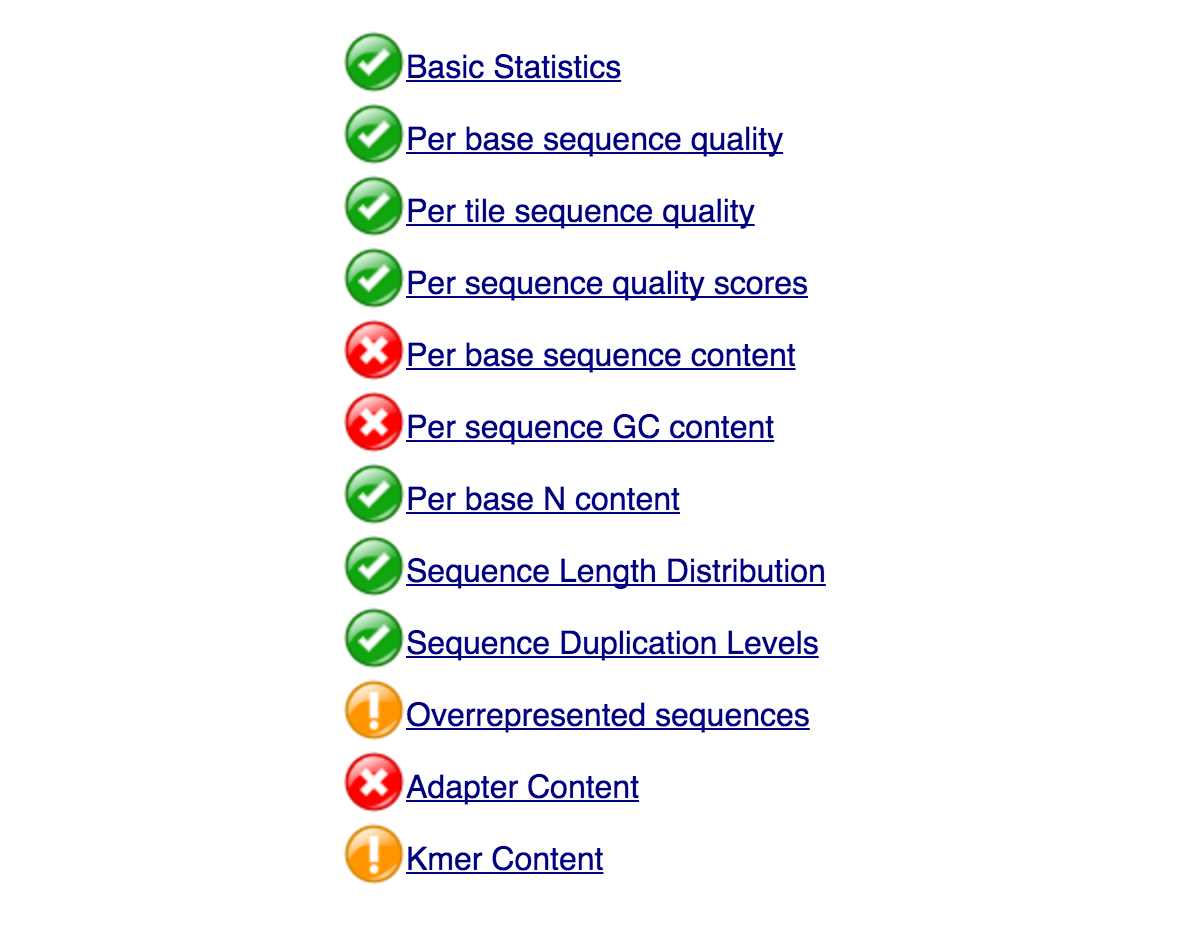 Basic Statistics
Per base sequence quality
Per tile sequence quality
Per sequence quality scores
Per base sequence content
Per sequence GC content
Per base N content
Sequence Length Distribution
Sequence Duplication Levels
Overrepresented sequences
Adapter Content
Kmer Content